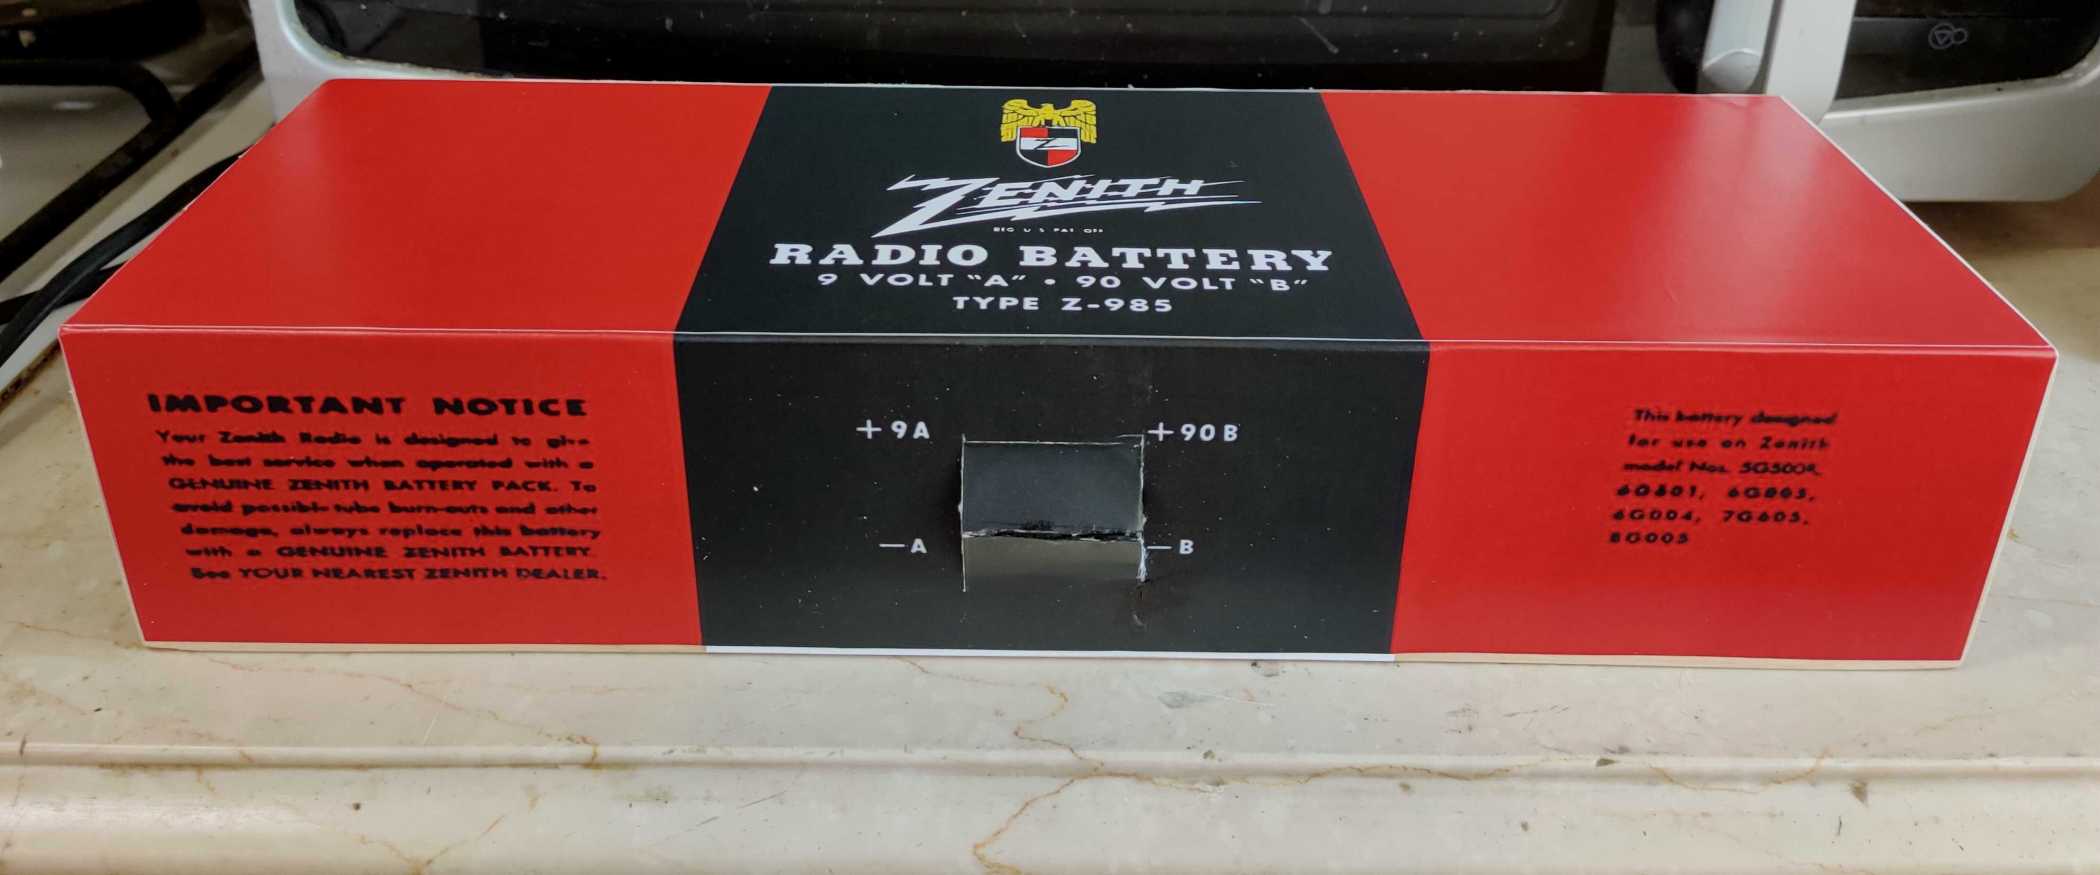 Z
ZENITH
REG U S PAT OFF
RADIO BATTERY
9 VOLT "A" • 90 VOLT "B"
TYPE Z-985
IMPORTANT NOTICE
Your Zenith Radio is designed to give
the best service when operated with a
GENUINE ZENITH BATTERY PACK. To
avoid possible tube burn-outs and other
damage, always replace this battery
with a GENUINE ZENITH BATTERY.
See YOUR NEAREST ZENITH DEALER.
+9A
+90B
—A
—B
This battery designed
for use on Zenith
model Nos.
7G605,
8G005